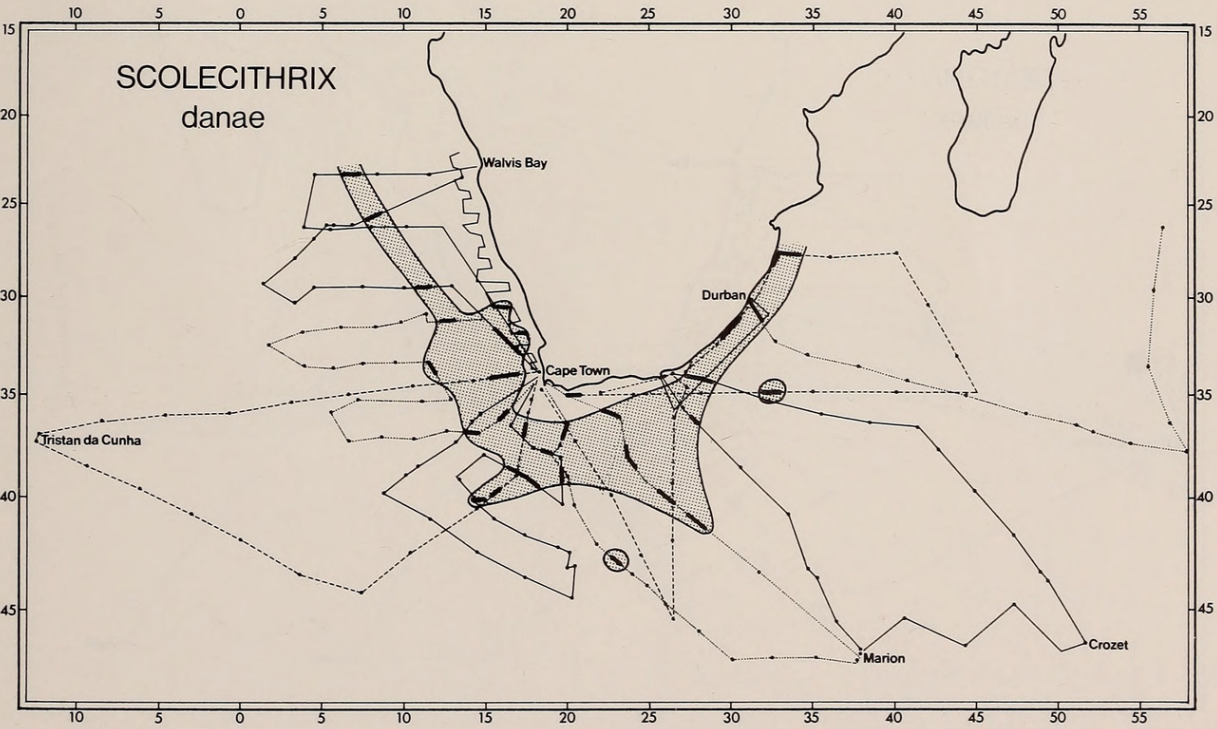 10 5 0 5 10 15 20 25 30 35 40 45 50 55
15 15
SCOLECITHRIX
danae
20 20
Walvis Bay
25 25
30 Durban 30
Cape Town
35 35
Tristan da Cunha
40 40
45 45
Crozet
Marion
10 5 0 5 10 15 20 25 30 35 40 45 50 55